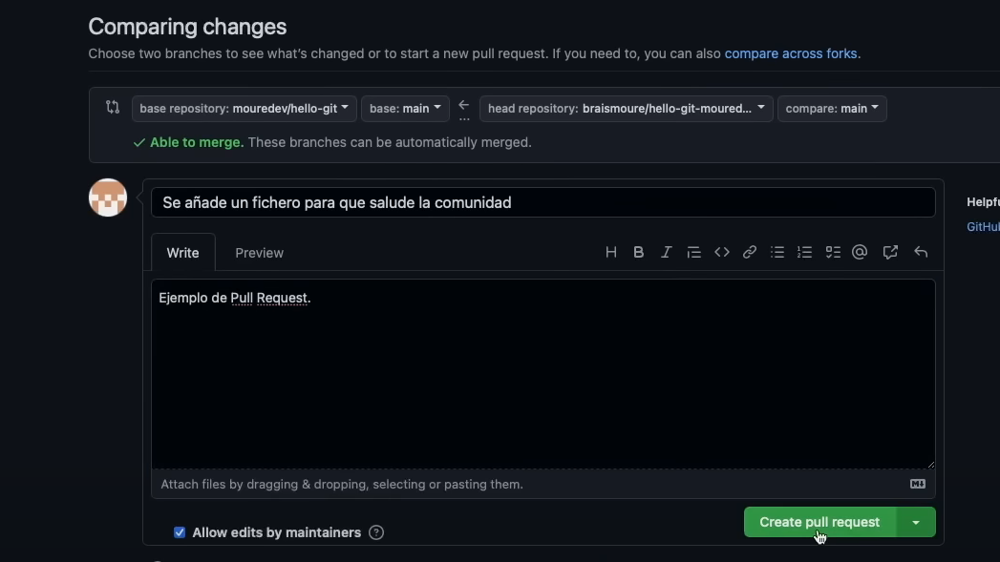 Comparing changes
Choose two branches to see what's changed or to start a new pull request. If you need to, you can also compare across forks.
base repository: mouredev/hello-git base: main ← ... head repository: braismoure/hello-git-moured... compare: main
✓ Able to merge. These branches can be automatically merged.
Se añade un fichero para que salude la comunidad
Helpfu
GitHu
Write Preview
Ejemplo de Pull Request.
Attach files by dragging & dropping, selecting or pasting them.
Create pull request
Allow edits by maintainers ?